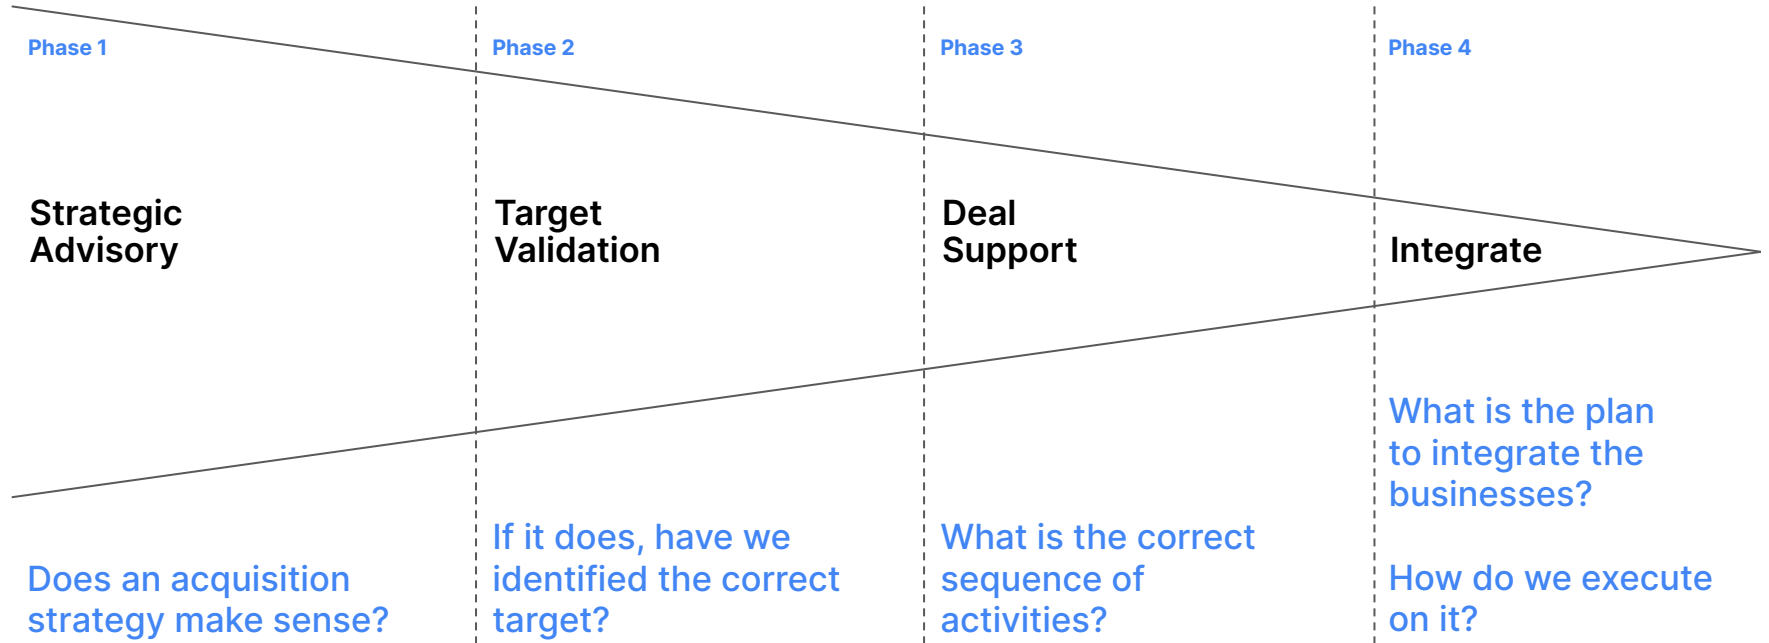 Phase 1
Strategic
Advisory
Does an acquisition
strategy make sense?
Phase 2
Target
Validation
If it does, have we
identified the correct
target?
Phase 3
Deal
Support
What is the correct
sequence of
activities?
Phase 4
Integrate
What is the plan
to integrate the
businesses?
How do we execute
on it?